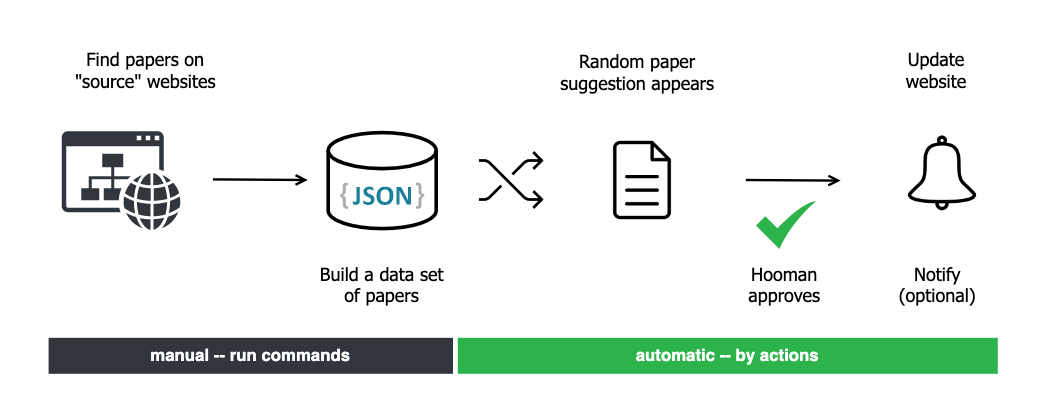 Find papers on
"source" websites
Random paper
suggestion appears
Update
website
{JSON}
Build a data set
of papers
Hooman
approves
Notify
(optional)
manual -- run commands
automatic -- by actions